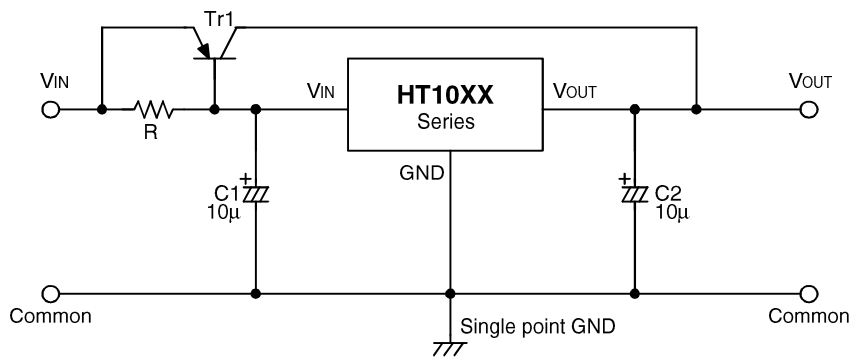 Tr1
VIN
R
VIN
HT10XX
Series
VOUT
VOUT
GND
C1
10μ
C2
10μ
Common
Single point GND
Common